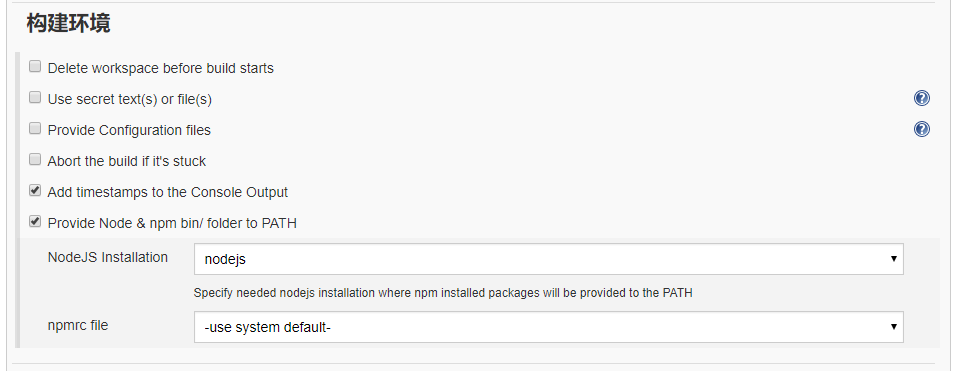 构建环境
Delete workspace before build starts
Use secret text(s) or file(s)
Provide Configuration files
Abort the build if it's stuck
Add timestamps to the Console Output
Provide Node & npm bin/ folder to PATH
NodeJS Installation
nodejs
Specify needed nodejs installation where npm installed packages will be provided to the PATH
npmrc file
-use system default-